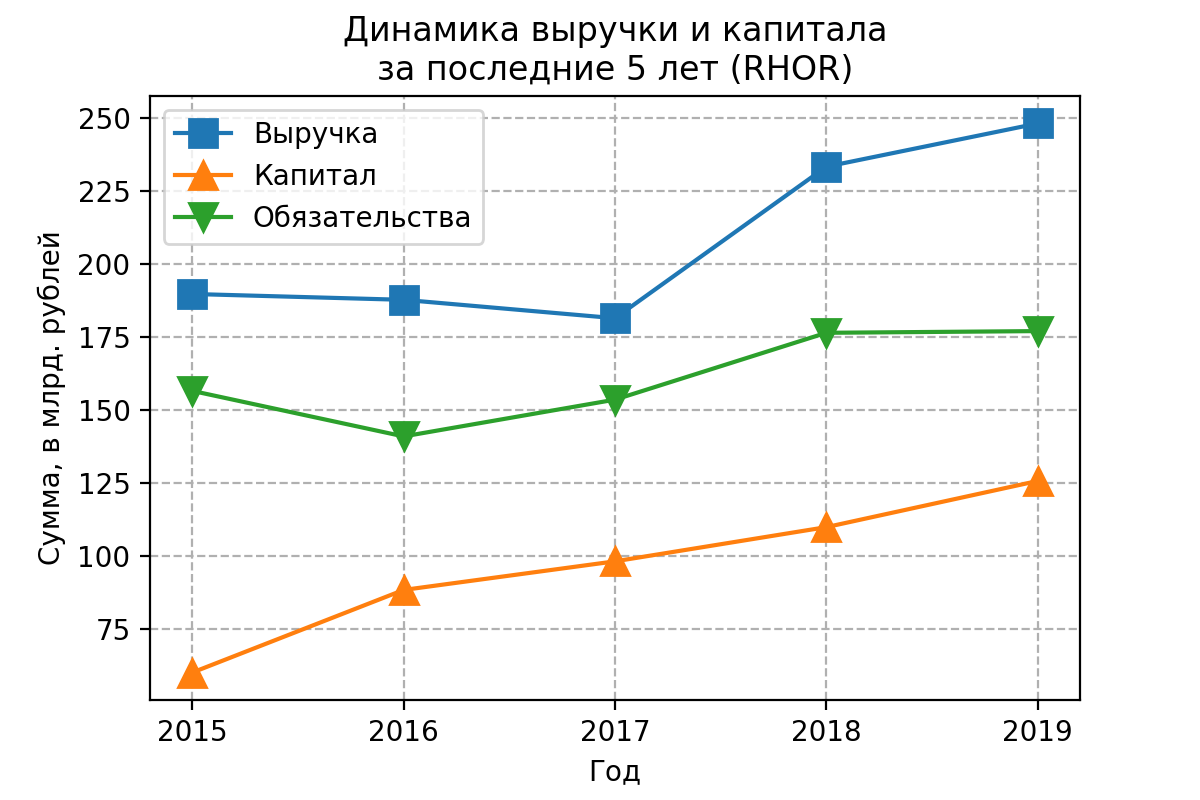 Динамика выручки и капитала
за последние 5 лет (RHOR)
Выручка
Капитал
Обязательства
Сумма, в млрд. рублей
250
225
200
175
150
125
100
75
2015 2016 2017 2018 2019
Год